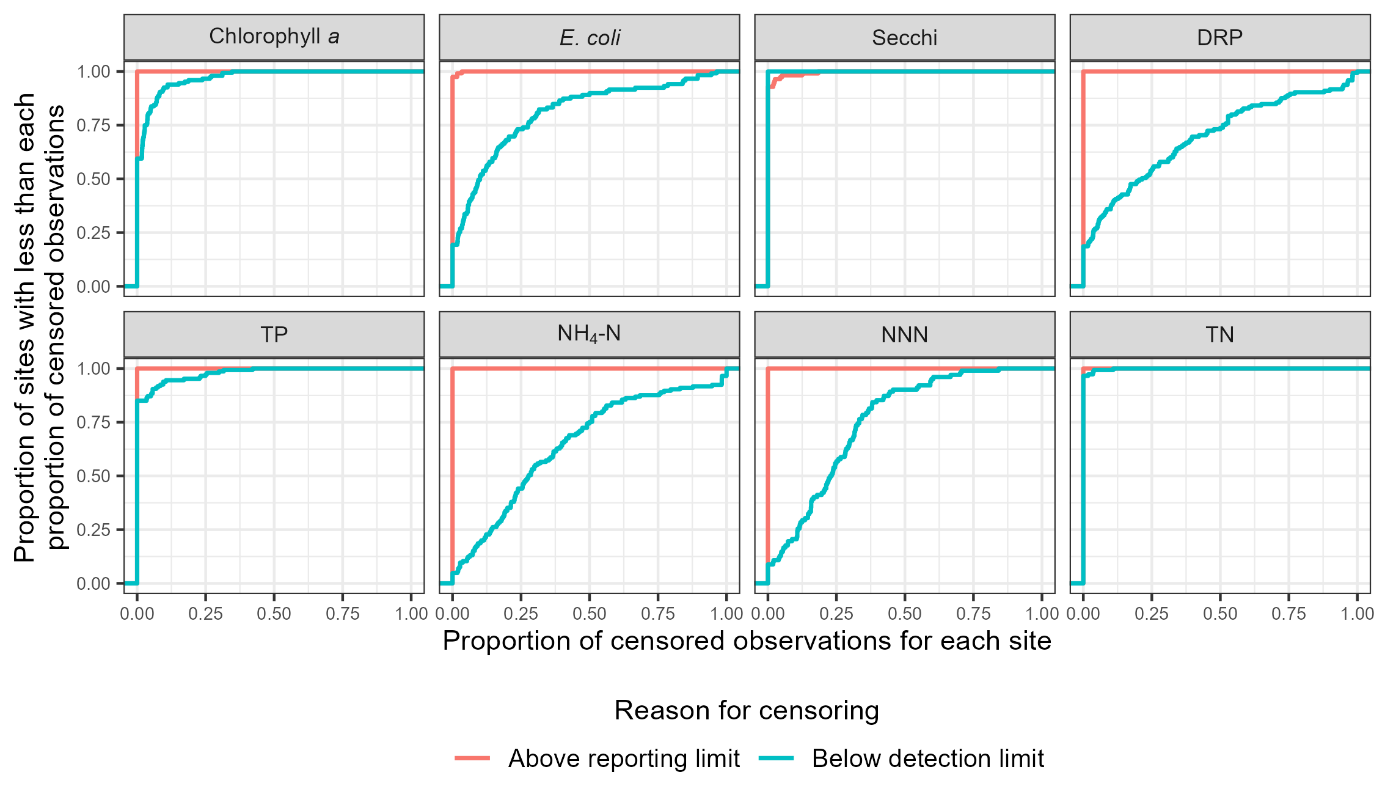 Chlorophyll a
E. coli
Secchi
DRP
Proportion of sites with less than each
proportion of censored observations
1.00
0.75
0.50
0.25
0.00
TP
NH₄-N
NNN
TN
1.00
0.75
0.50
0.25
0.00
0.00 0.25 0.50 0.75 1.00
0.00 0.25 0.50 0.75 1.00
0.00 0.25 0.50 0.75 1.00
0.00 0.25 0.50 0.75 1.00
Proportion of censored observations for each site
Reason for censoring
Above reporting limit
Below detection limit